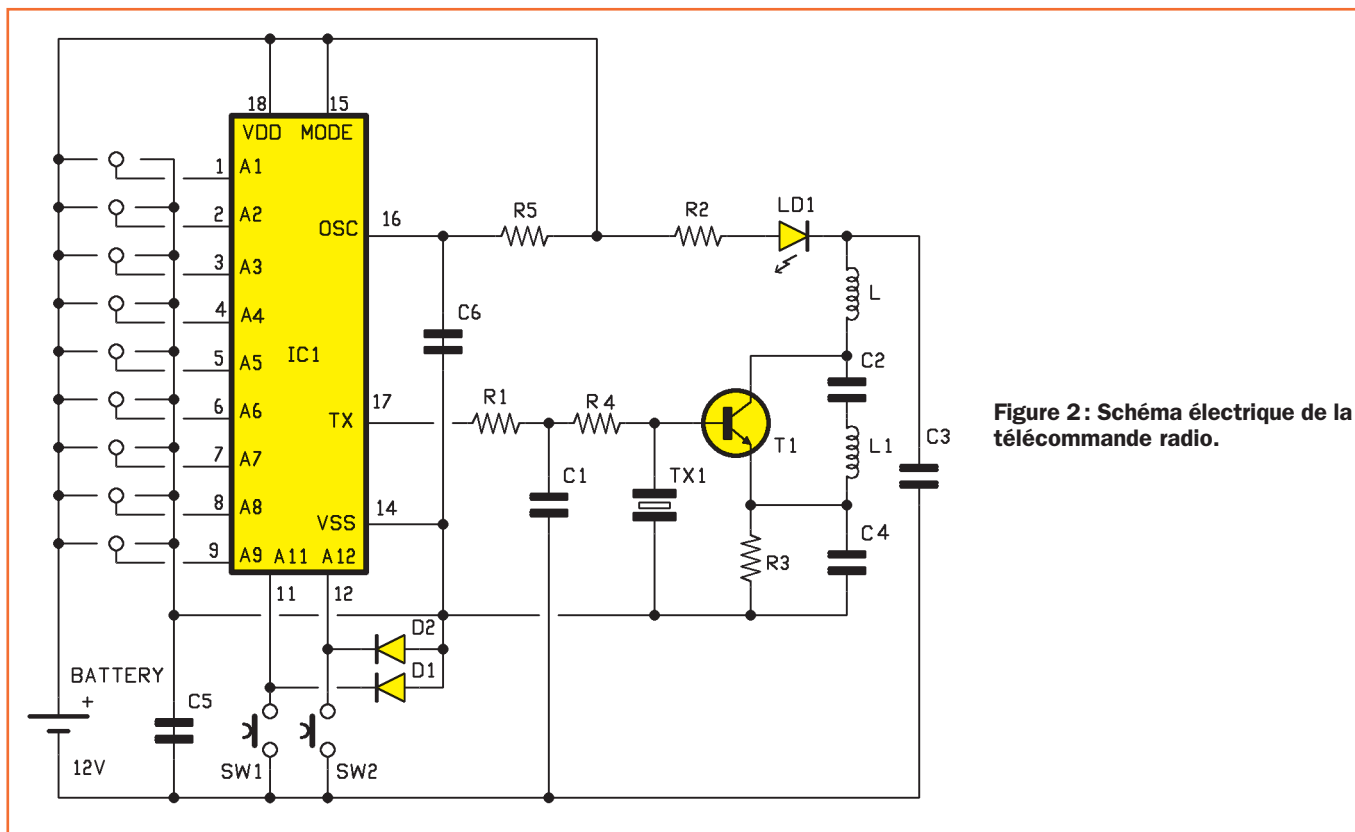 18 15
VDD MODE
1 A1
2 A2
3 A3
4 A4
5 A5
6 A6
7 A7
8 A8
9 A9
A11 A12
11 12
IC1
OSC 16
TX 17
VSS 14
R5
R2
LD1
L
C6
C2
R1
R4
T1
L1
C3
C1
TX1
R3
C4
D2
D1
BATTERY
+
12V
C5
SW1
SW2
Figure 2: Schéma électrique de la
télécommande radio.